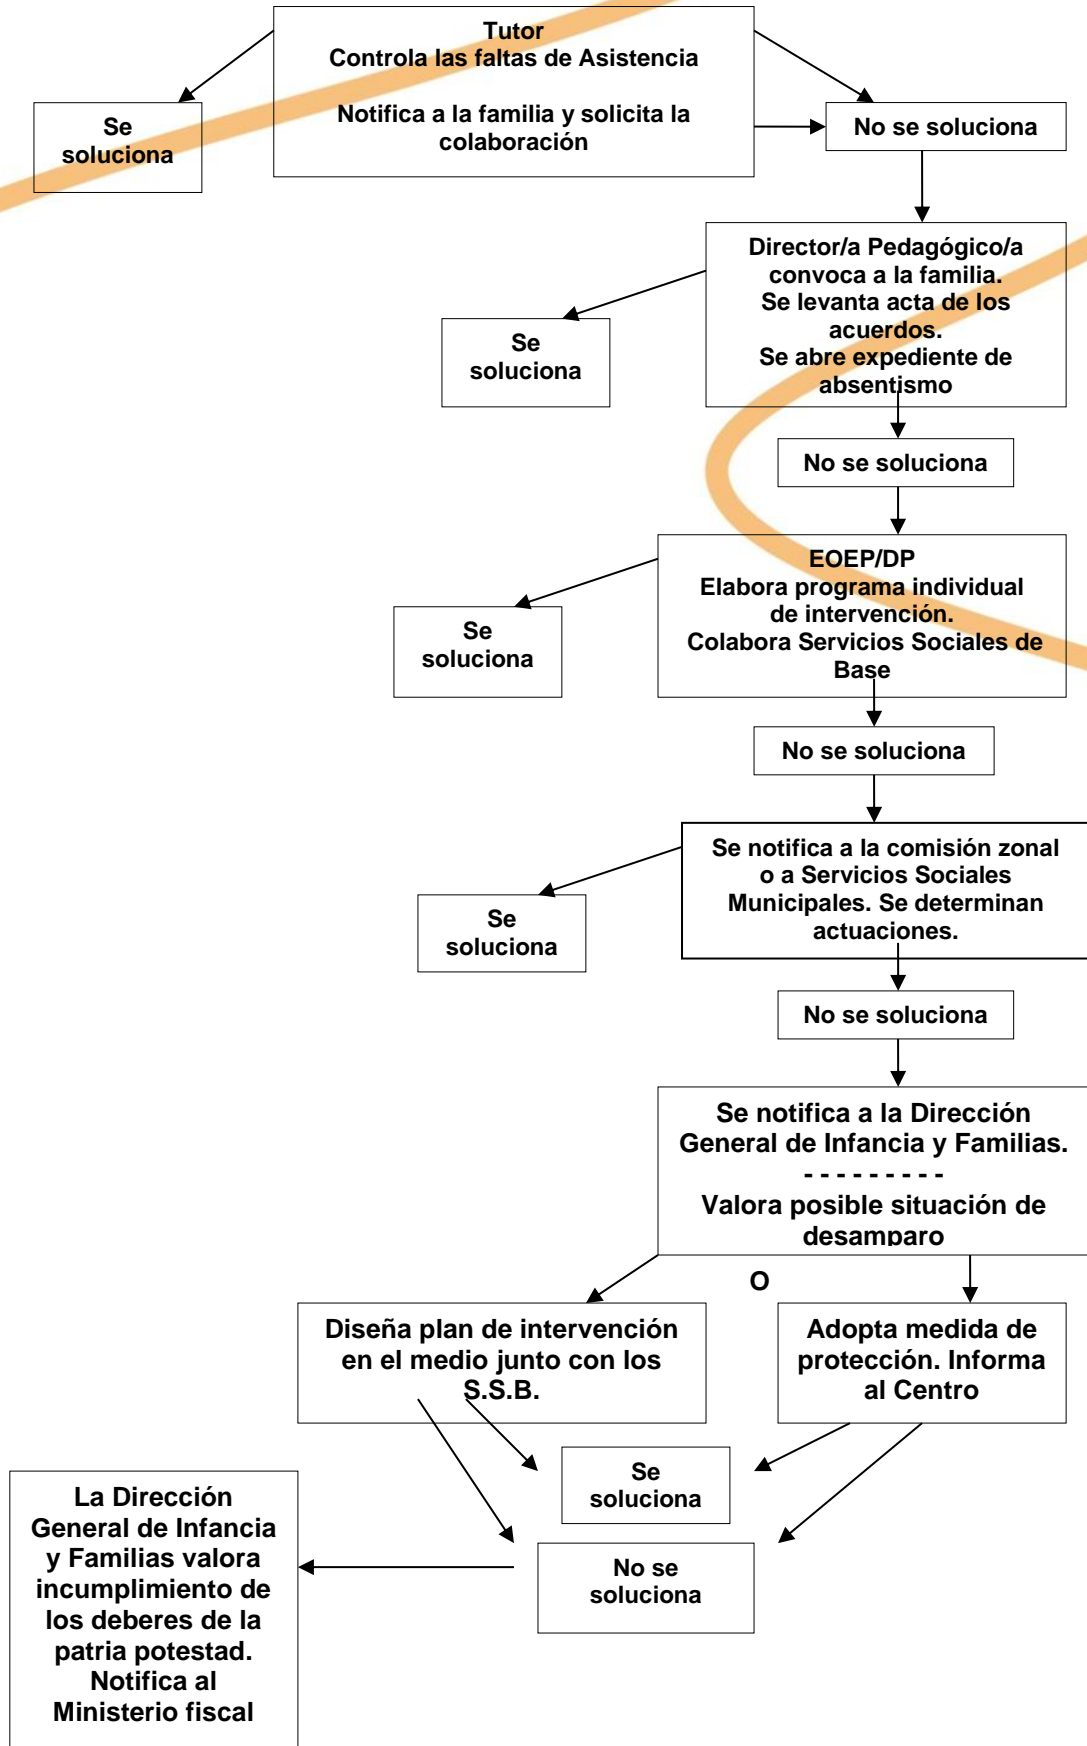 Tutor
Controla las faltas de Asistencia
Notifica a la familia y solicita la
colaboración
Se
soluciona
No se soluciona
Director/a Pedagógico/a
convoca a la familia.
Se levanta acta de los
acuerdos.
Se abre expediente de
absentismo
Se
soluciona
No se soluciona
EOEP/DP
Elabora programa individual
de intervención.
Colabora Servicios Sociales de
Base
Se
soluciona
No se soluciona
Se notifica a la comisión zonal
o a Servicios Sociales
Municipales. Se determinan
actuaciones.
Se
soluciona
No se soluciona
Se notifica a la Dirección
General de Infancia y Familias.
- - - - - - - - -
Valora posible situación de
desamparo
O
Diseña plan de intervención
en el medio junto con los
S.S.B.
Adopta medida de
protección. Informa
al Centro
Se
soluciona
No se
soluciona
La Dirección
General de Infancia
y Familias valora
incumplimiento de
los deberes de la
patria potestad.
Notifica al
Ministerio fiscal